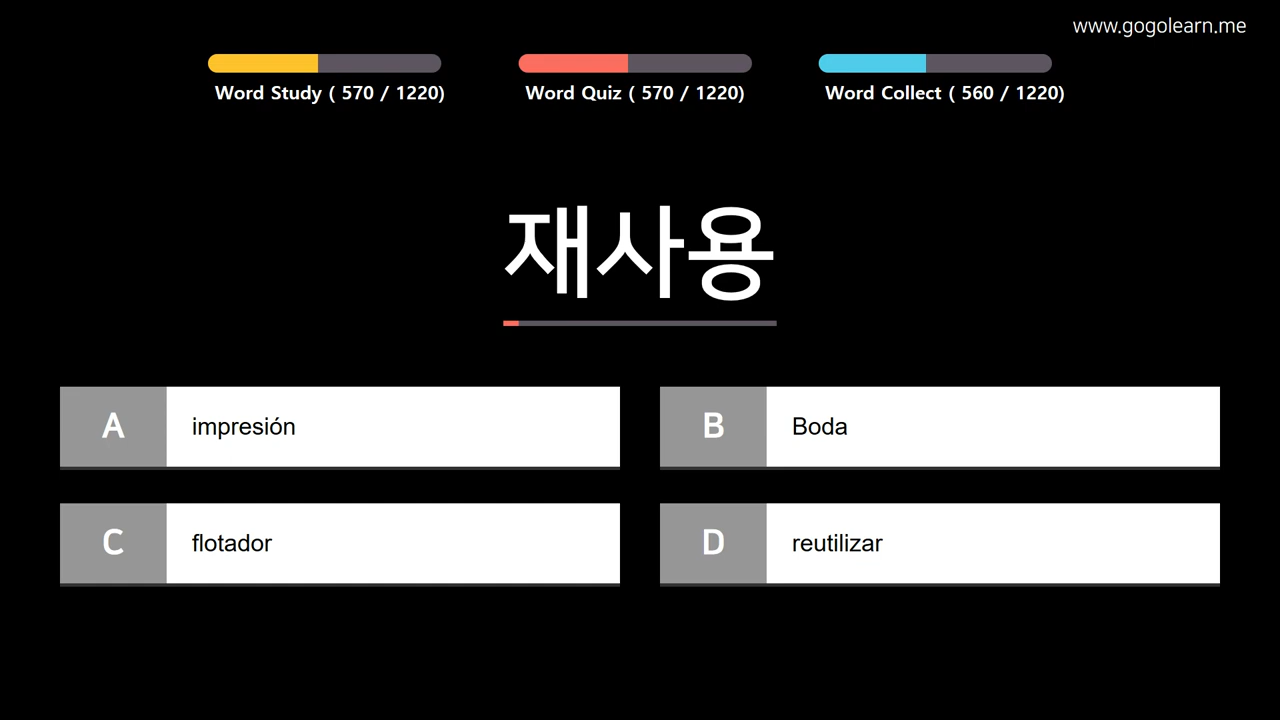 www.gogolearn.me
Word Study ( 570 / 1220)
Word Quiz ( 570 / 1220)
Word Collect ( 560 / 1220)
재사용
A
impresión
B
Boda
C
flotador
D
reutilizar